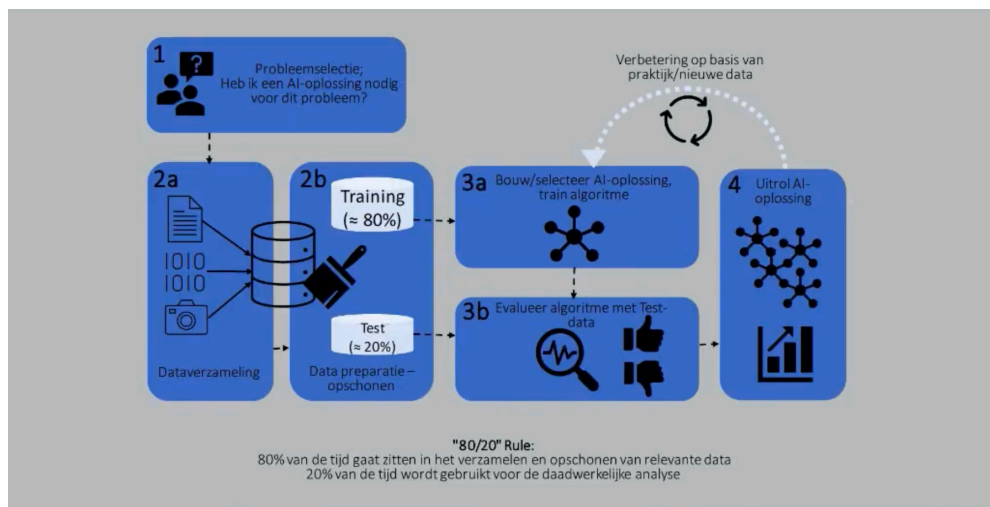 1
Probleemselectie;
Heb ik een AI-oplossing nodig
voor dit probleem?
Verbetering op basis van
praktijk/nieuwe data
2a
1010
1010
Dataverzameling
2b
Training
(≈ 80%)
Test
(≈ 20%)
Data preparatie –
opschonen
3a
Bouw/selecteer AI-oplossing,
train algoritme
3b
Evalueer algoritme met Test-
data
4
Uitrol AI-
oplossing
"80/20" Rule:
80% van de tijd gaat zitten in het verzamelen en opschonen van relevante data
20% van de tijd wordt gebruikt voor de daadwerkelijke analyse